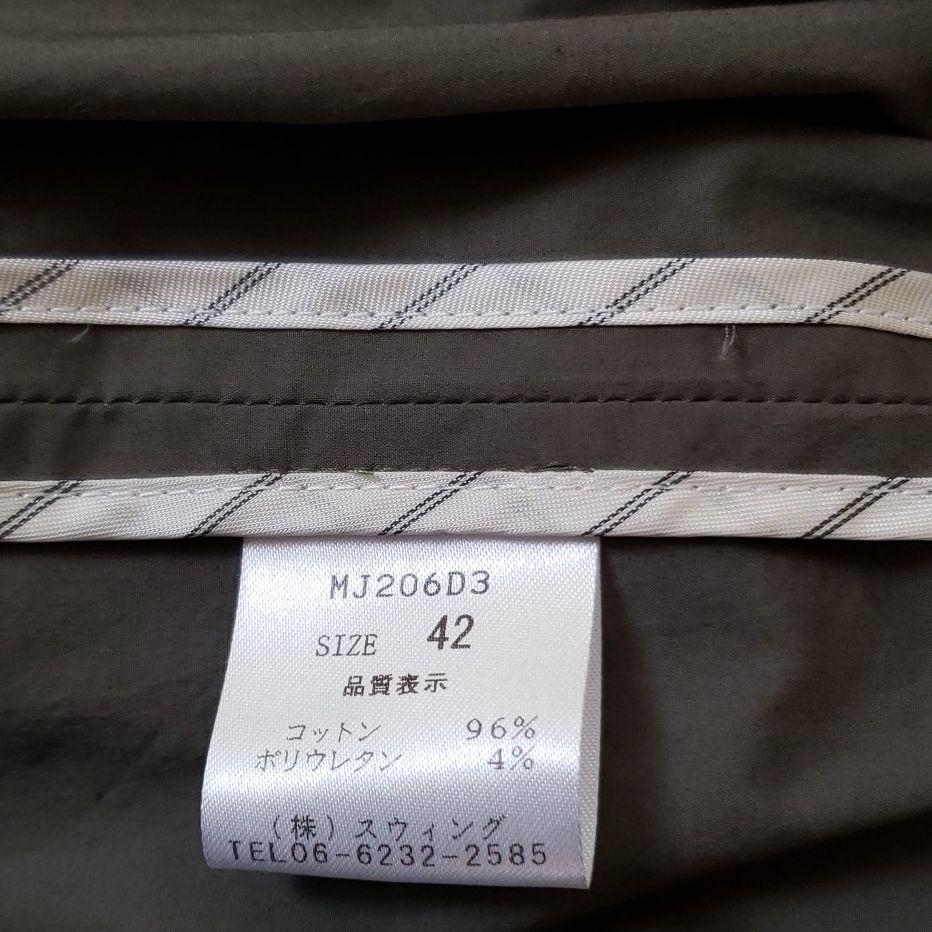 MJ206D3
SIZE 42
品質表示
コットン 96%
ポリウレタン 4%
(株)スウィング
TEL06-6232-2585